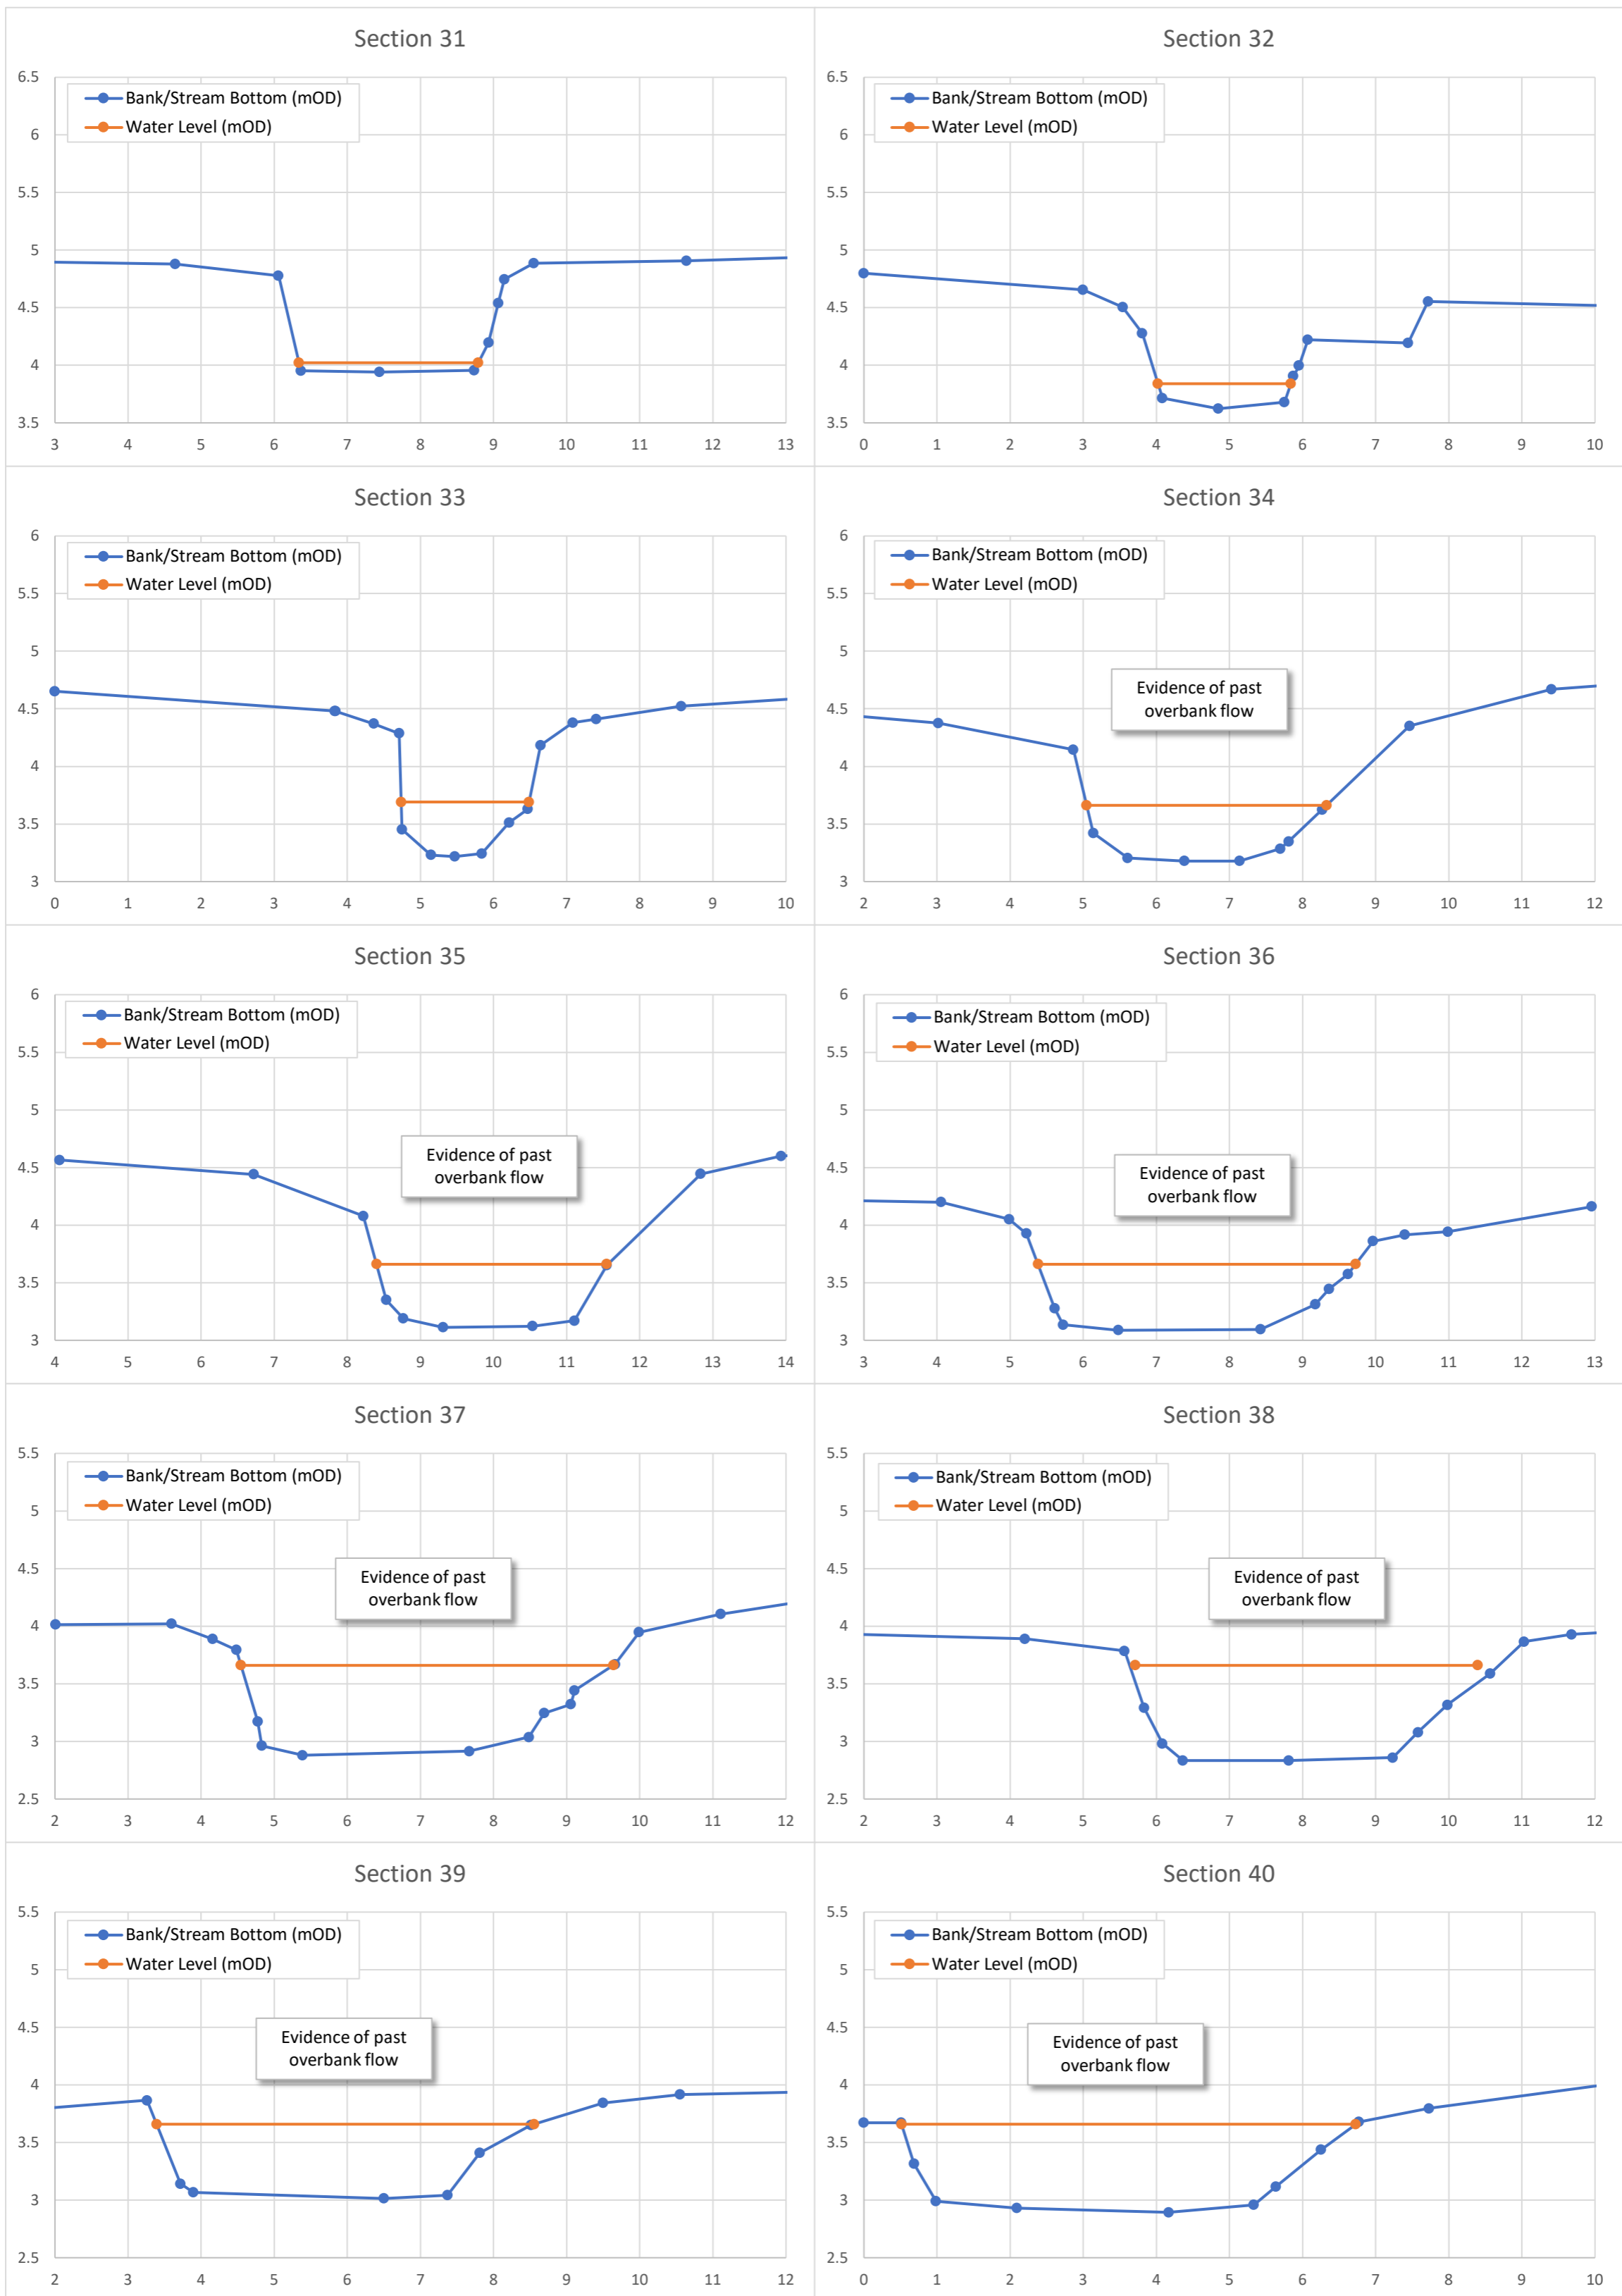 Section 31
6.5
6
5.5
5
4.5
4
3.5
Bank/Stream Bottom (mOD)
Water Level (mOD)
3 4 5 6 7 8 9 10 11 12 13
Section 32
6.5
6
5.5
5
4.5
4
3.5
Bank/Stream Bottom (mOD)
Water Level (mOD)
0 1 2 3 4 5 6 7 8 9 10
Section 33
6
5.5
5
4.5
4
3.5
3
Bank/Stream Bottom (mOD)
Water Level (mOD)
0 1 2 3 4 5 6 7 8 9 10
Section 34
6
5.5
5
4.5
4
3.5
3
Bank/Stream Bottom (mOD)
Water Level (mOD)
Evidence of past
overbank flow
2 3 4 5 6 7 8 9 10 11 12
Section 35
6
5.5
5
4.5
4
3.5
3
Bank/Stream Bottom (mOD)
Water Level (mOD)
Evidence of past
overbank flow
4 5 6 7 8 9 10 11 12 13 14
Section 36
6
5.5
5
4.5
4
3.5
3
Bank/Stream Bottom (mOD)
Water Level (mOD)
Evidence of past
overbank flow
3 4 5 6 7 8 9 10 11 12 13
Section 37
5.5
5
4.5
4
3.5
3
2.5
Bank/Stream Bottom (mOD)
Water Level (mOD)
Evidence of past
overbank flow
2 3 4 5 6 7 8 9 10 11 12
Section 38
5.5
5
4.5
4
3.5
3
2.5
Bank/Stream Bottom (mOD)
Water Level (mOD)
Evidence of past
overbank flow
2 3 4 5 6 7 8 9 10 11 12
Section 39
5.5
5
4.5
4
3.5
3
2.5
Bank/Stream Bottom (mOD)
Water Level (mOD)
Evidence of past
overbank flow
2 3 4 5 6 7 8 9 10 11 12
Section 40
5.5
5
4.5
4
3.5
3
2.5
Bank/Stream Bottom (mOD)
Water Level (mOD)
Evidence of past
overbank flow
0 1 2 3 4 5 6 7 8 9 10